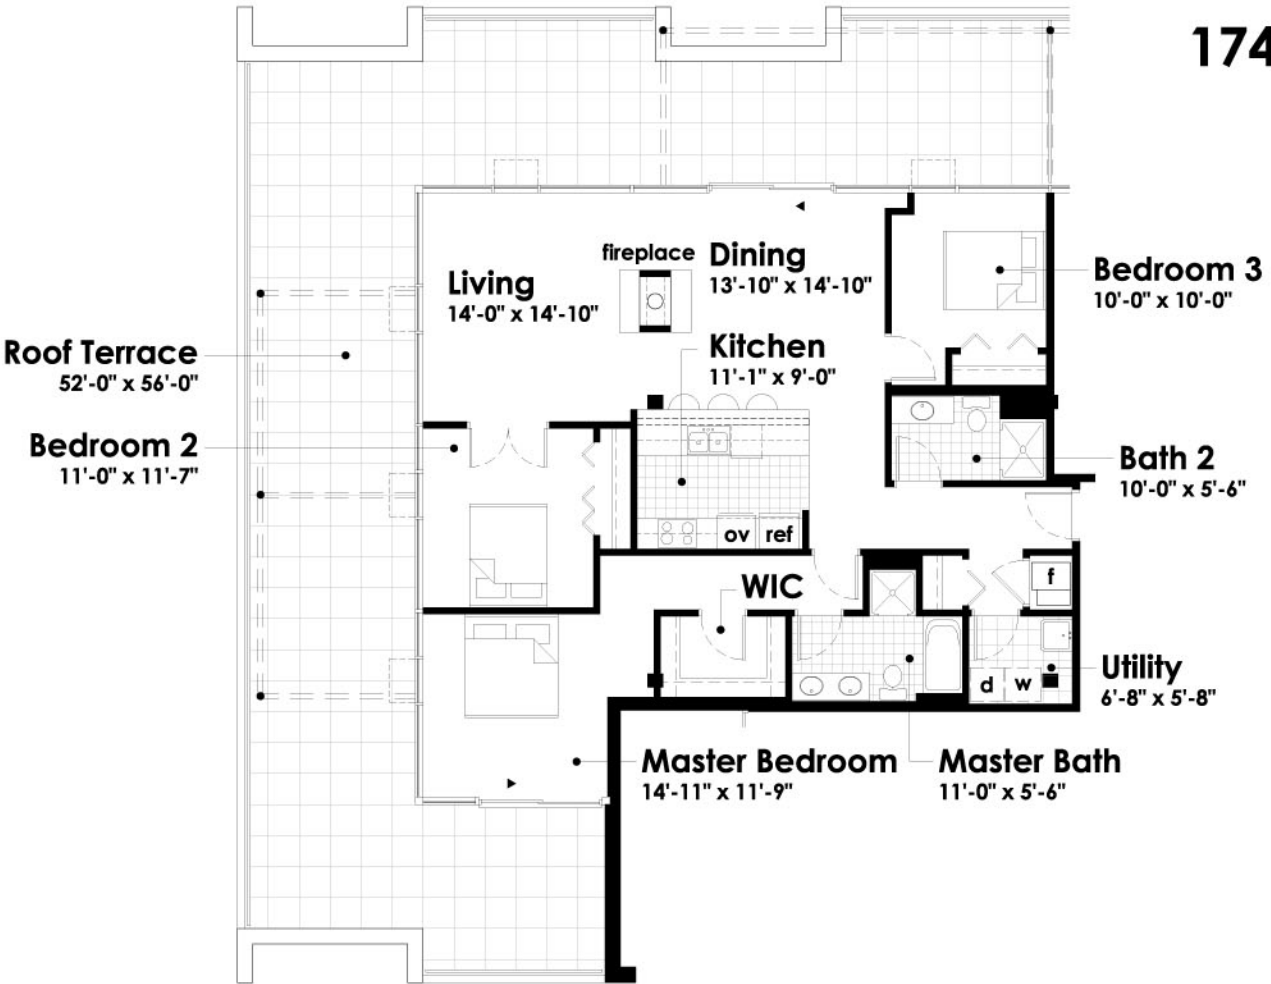 174
fireplace
Dining
13'-10" x 14'-10"
Living
14'-0" x 14'-10"
Bedroom 3
10'-0" x 10'-0"
Roof Terrace
52'-0" x 56'-0"
Kitchen
11'-1" x 9'-0"
Bedroom 2
11'-0" x 11'-7"
Bath 2
10'-0" x 5'-6"
ov
ref
WIC
f
Utility
6'-8" x 5'-8"
d
w
Master Bedroom
14'-11" x 11'-9"
Master Bath
11'-0" x 5'-6"